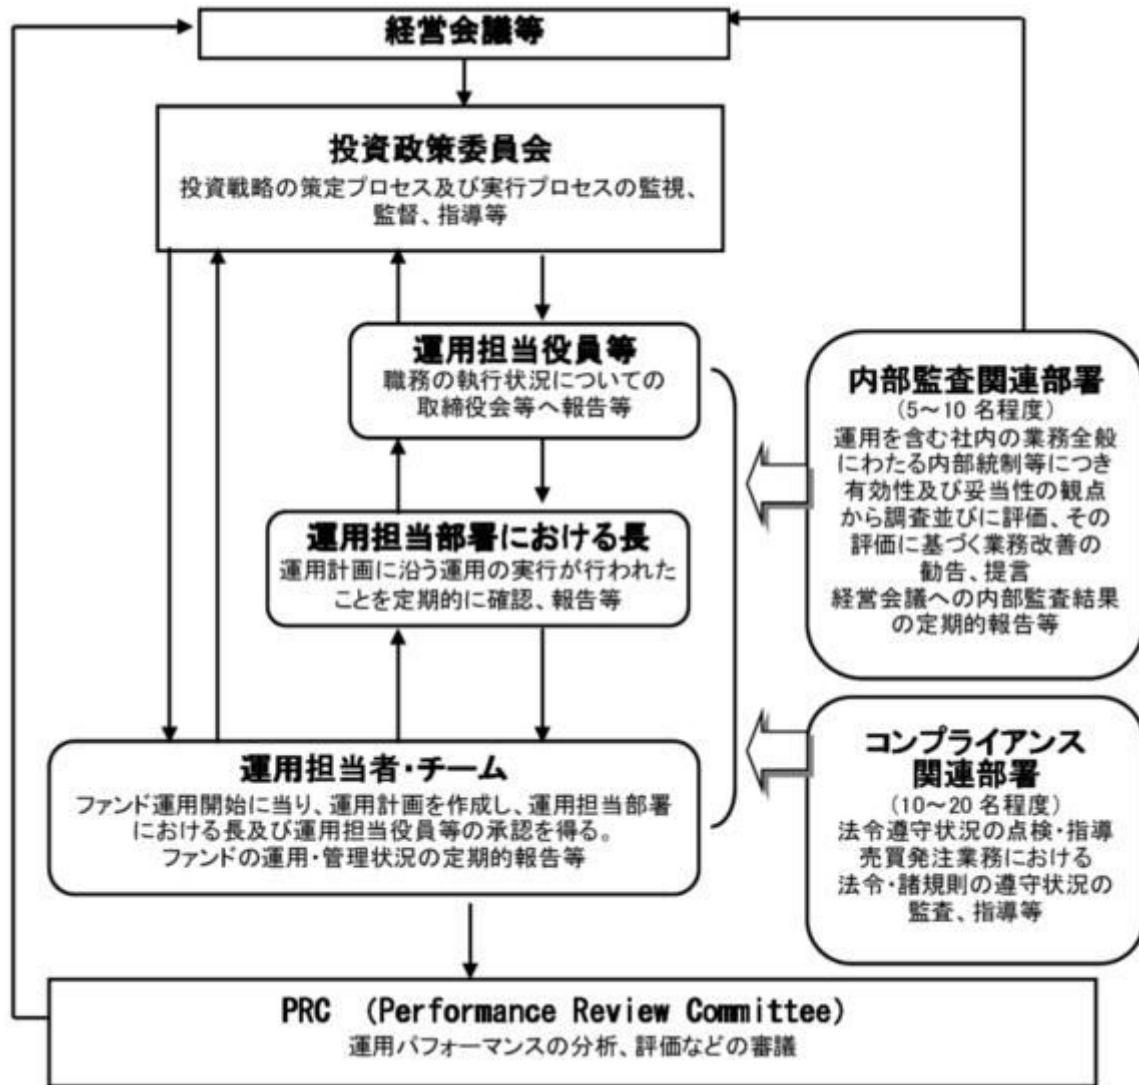 経営会議等
投資政策委員会
投資戦略の策定プロセス及び実行プロセスの監視、
監督、指導等
運用担当役員等
職務の執行状況についての
取締役会等へ報告等
運用担当部署における長
運用計画に沿う運用の実行が行われた
ことを定期的に確認、報告等
運用担当者・チーム
ファンド運用開始に当り、運用計画を作成し、運用担当部署
における長及び運用担当役員等の承認を得る。
ファンドの運用・管理状況の定期的報告等
内部監査関連部署
(5～10 名程度)
運用を含む社内の業務全般
にわたる内部統制等につき
有効性及び妥当性の観点
から調査並びに評価、その
評価に基づく業務改善の
勧告、提言
経営会議への内部監査結果
の定期的報告等
コンプライアンス
関連部署
(10～20 名程度)
法令遵守状況の点検・指導
売買発注業務における
法令・諸規則の遵守状況の
監査、指導等
PRC （Performance Review Committee）
運用パフォーマンスの分析、評価などの審議